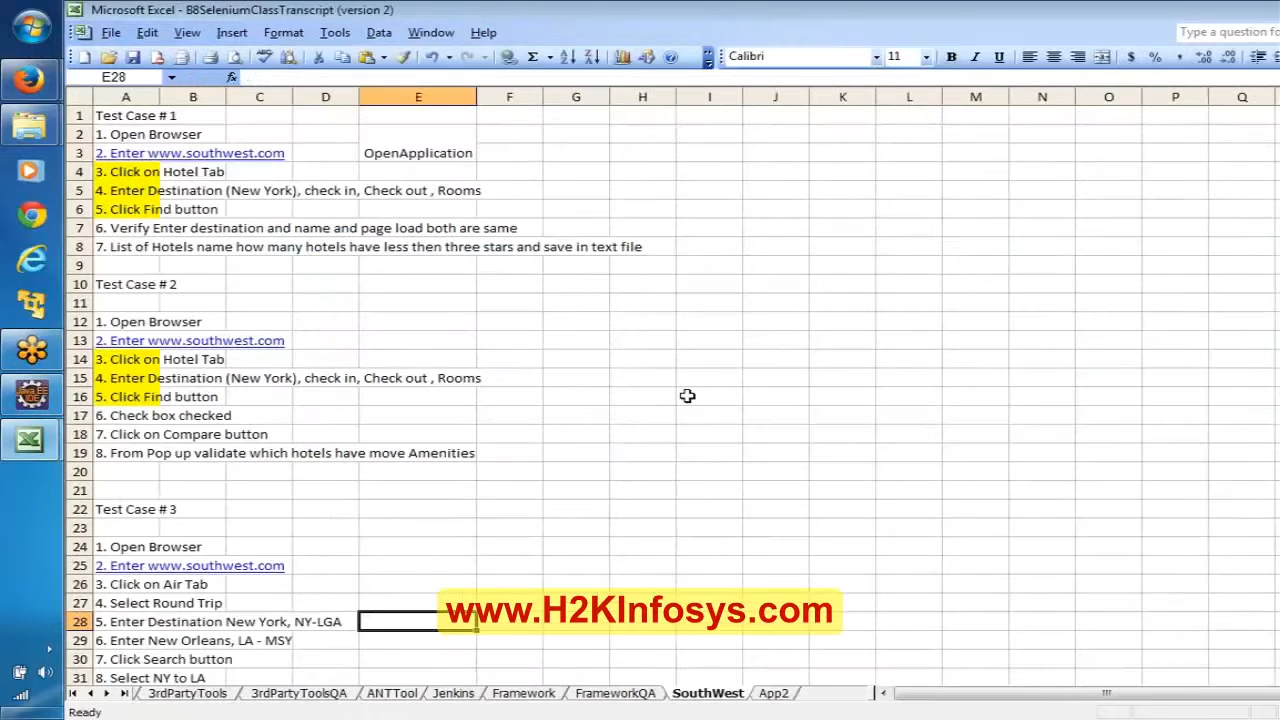 Microsoft Excel - B8SeleniumClassTranscript (version 2)
File Edit View Insert Format Tools Data Window Help
Type a question fo
Calibri 11 B I U $ %
E28 fx
A B C D E F G H I J K L M N O P Q
1 Test Case # 1
2 1. Open Browser
3 2. Enter www.southwest.com OpenApplication
4 3. Click on Hotel Tab
5 4. Enter Destination (New York), check in, Check out , Rooms
6 5. Click Find button
7 6. Verify Enter destination and name and page load both are same
8 7. List of Hotels name how many hotels have less then three stars and save in text file
9
10 Test Case # 2
11
12 1. Open Browser
13 2. Enter www.southwest.com
14 3. Click on Hotel Tab
15 4. Enter Destination (New York), check in, Check out , Rooms
16 5. Click Find button
17 6. Check box checked
18 7. Click on Compare button
19 8. From Pop up validate which hotels have move Amenities
20
21
22 Test Case # 3
23
24 1. Open Browser
25 2. Enter www.southwest.com
26 3. Click on Air Tab
27 4. Select Round Trip
28 5. Enter Destination New York, NY-LGA
29 6. Enter New Orleans, LA - MSY
30 7. Click Search button
31 8. Select NY to LA
www.H2KInfosys.com
3rdPartyTools 3rdPartyToolsQA ANTTool Jenkins Framework FrameworkQA SouthWest App2
Ready